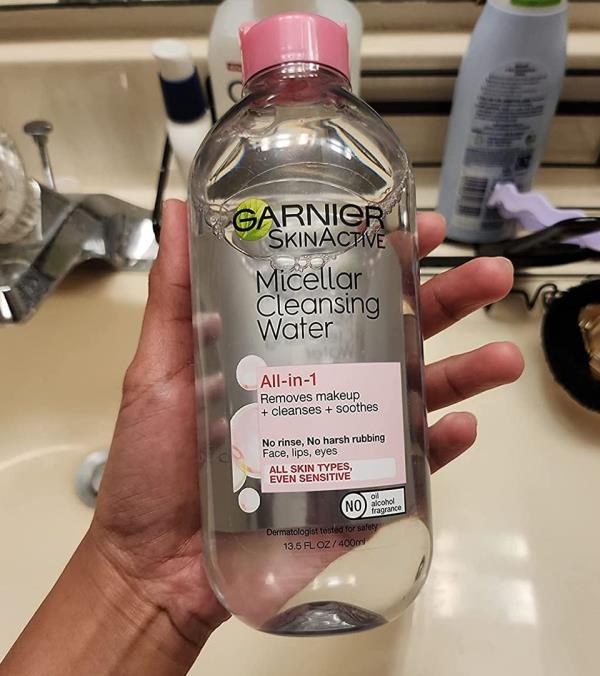 GARNIER
SKINACTIVE
Micellar
Cleansing
Water
All-in-1
Removes makeup
+ cleanses + soothes
No rinse, No harsh rubbing
Face, lips, eyes
ALL SKIN TYPES,
EVEN SENSITIVE
NO
oil
alcohol
fragrance
Dermatologist tested for safety
13.5 FL OZ / 400ml